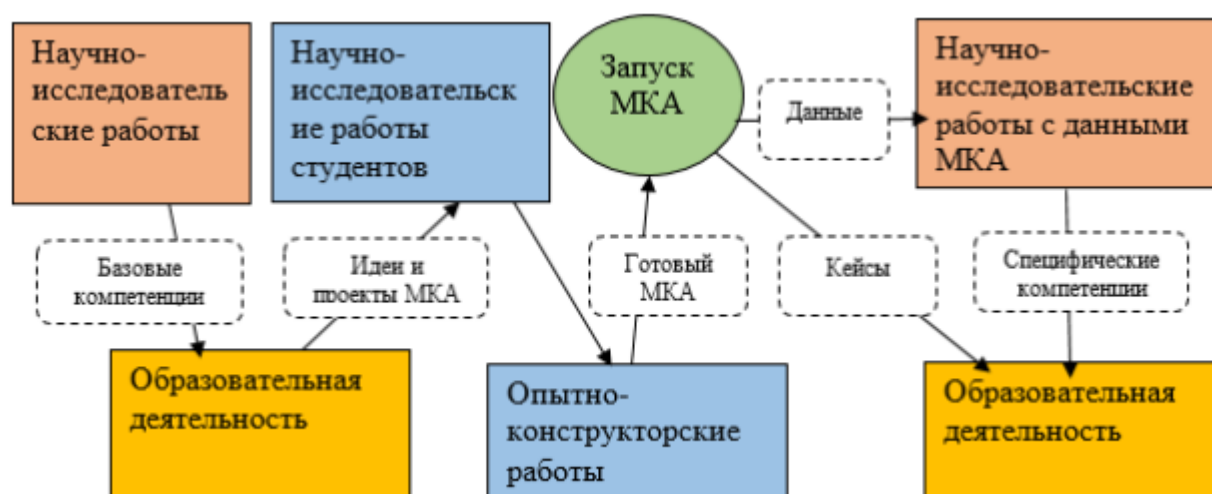 Научно-
исследователь
ские работы
Научно-
исследовательск
ие работы
студентов
Запуск
МКА
Данные
Научно-
исследовательские
работы с данными
МКА
Базовые
компетенции
Идеи и
проекты МКА
Готовый
МКА
Кейсы
Специфические
компетенции
Образовательная
деятельность
Опытно-
конструкторские
работы
Образовательная
деятельность